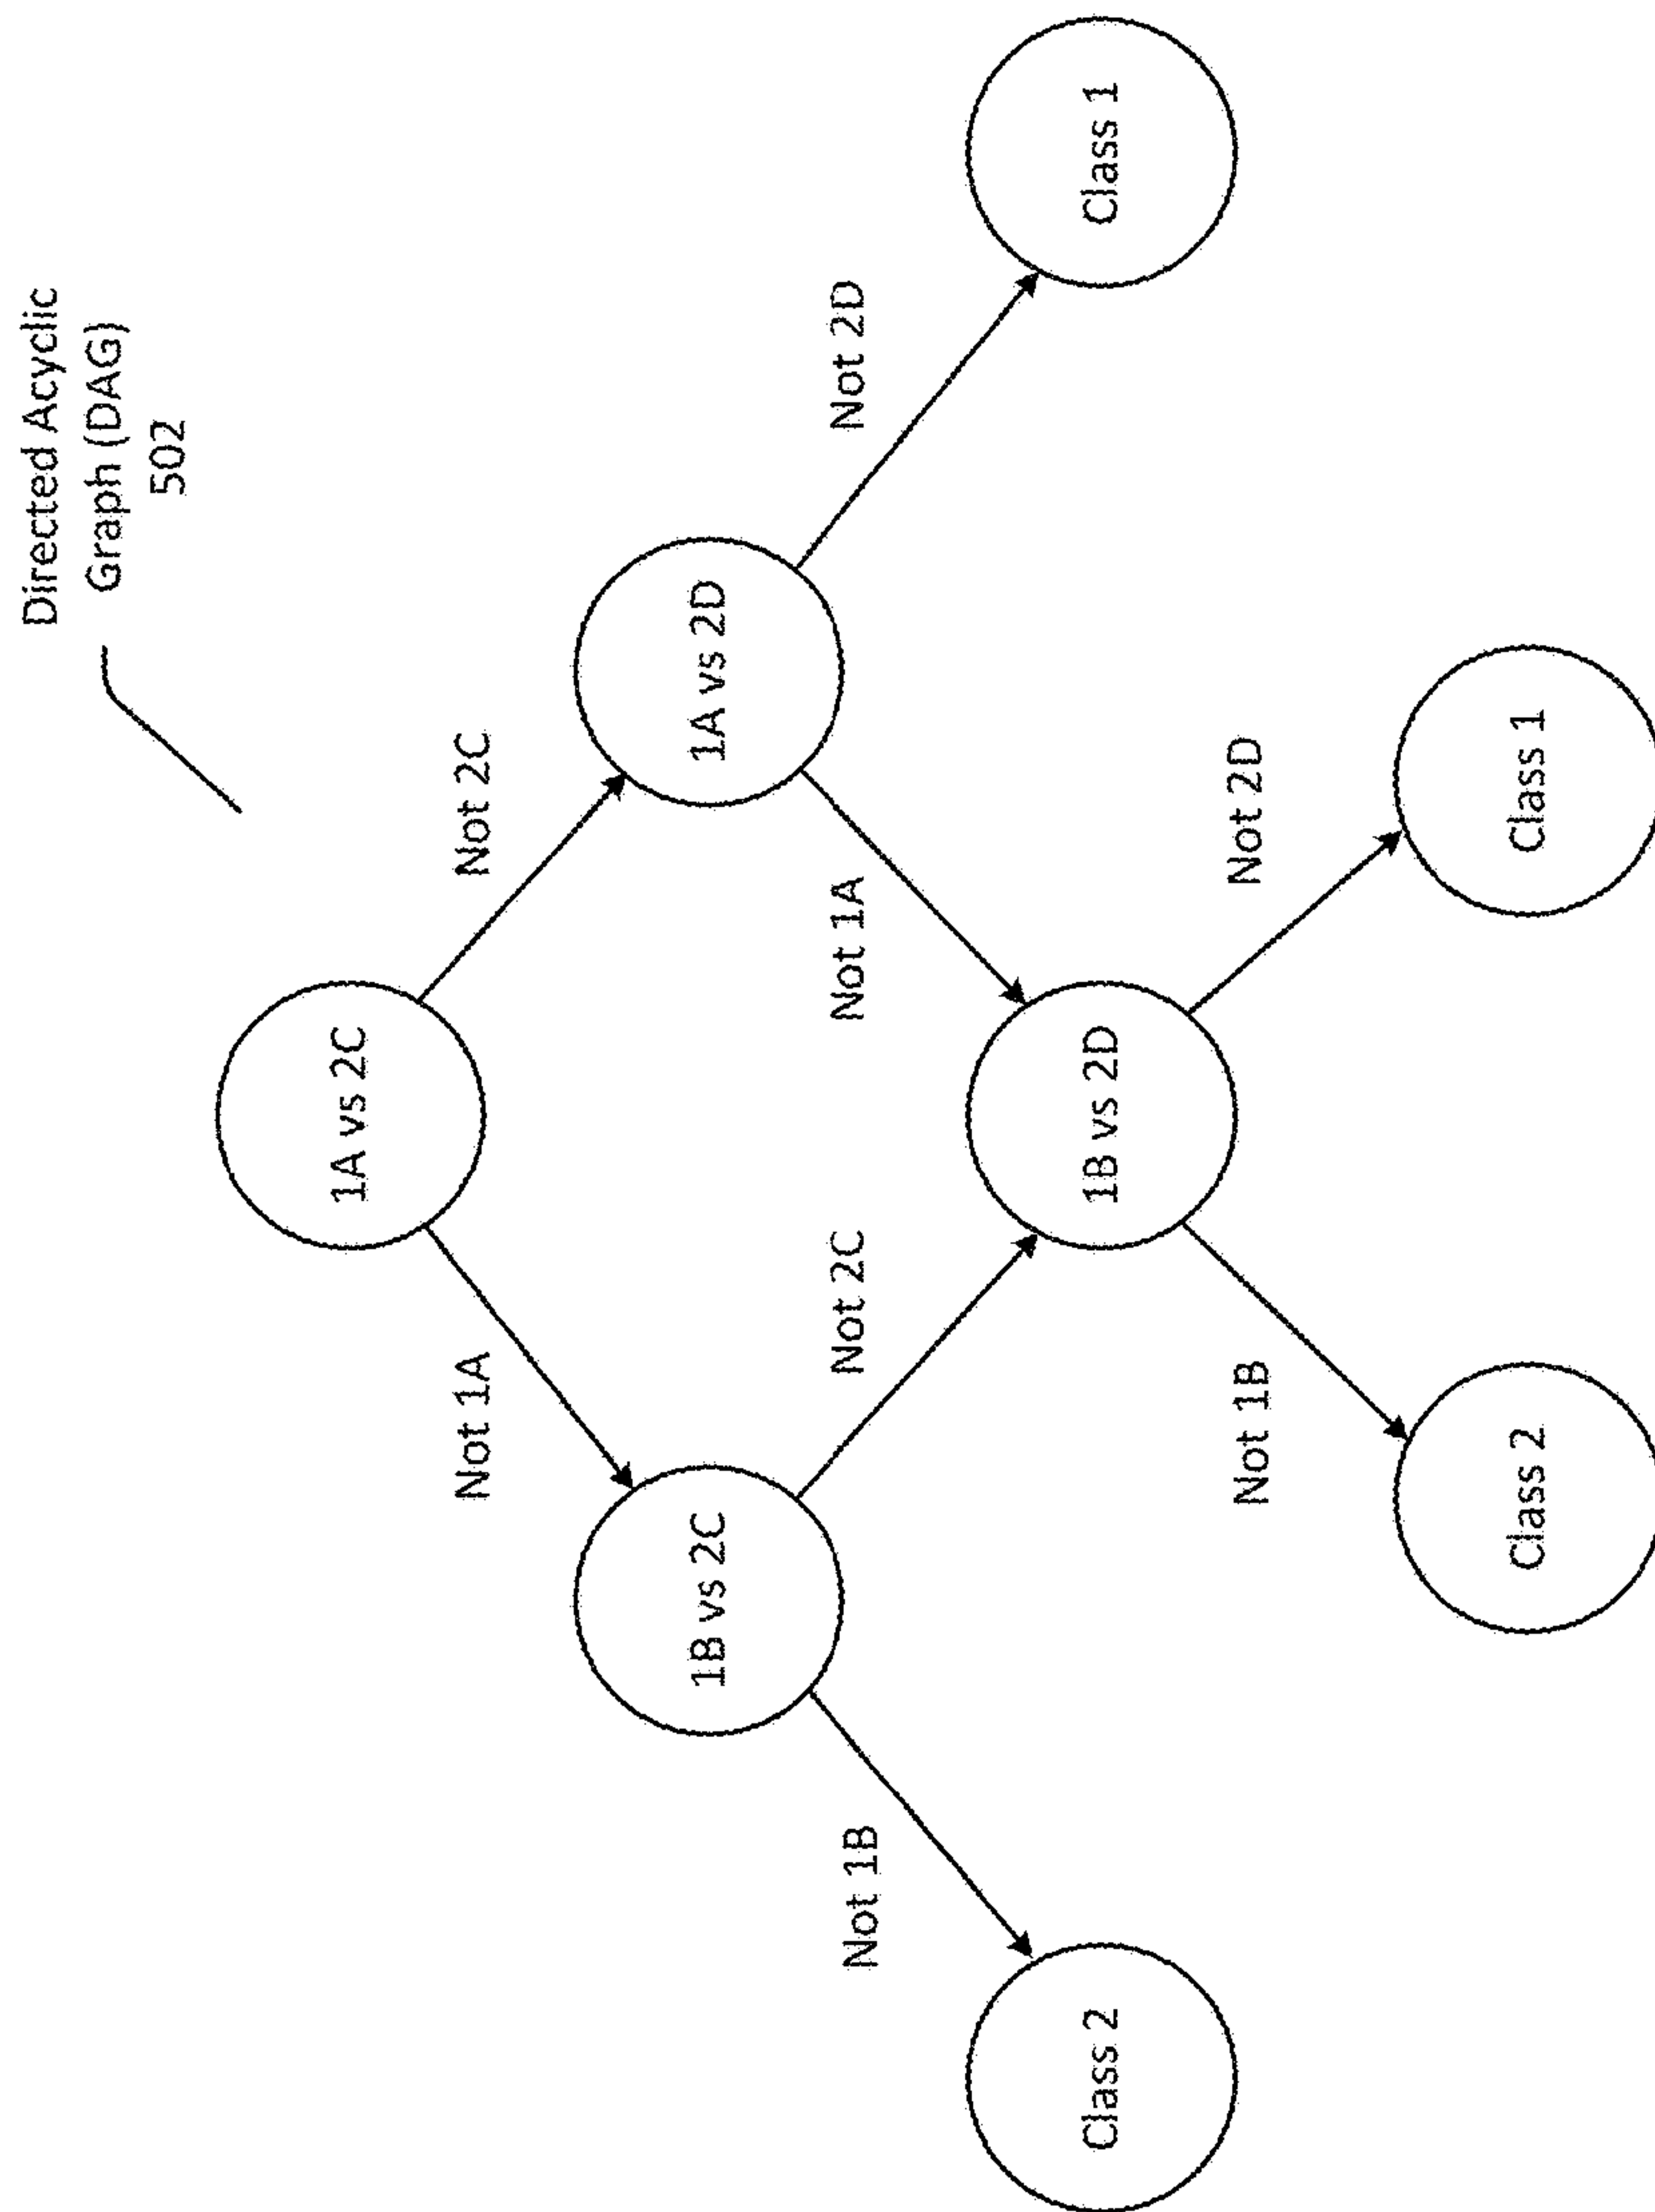 Directed Acyclic
Graph (DAG)
502
1A vs 2C
Not 1A
Not 2C
1B vs 2C
1A vs 2D
Not 1B
Not 2C
Not 1A
Not 2D
Class 2
1B vs 2D
Class 1
Not 1B
Not 2D
Class 2
Class 1